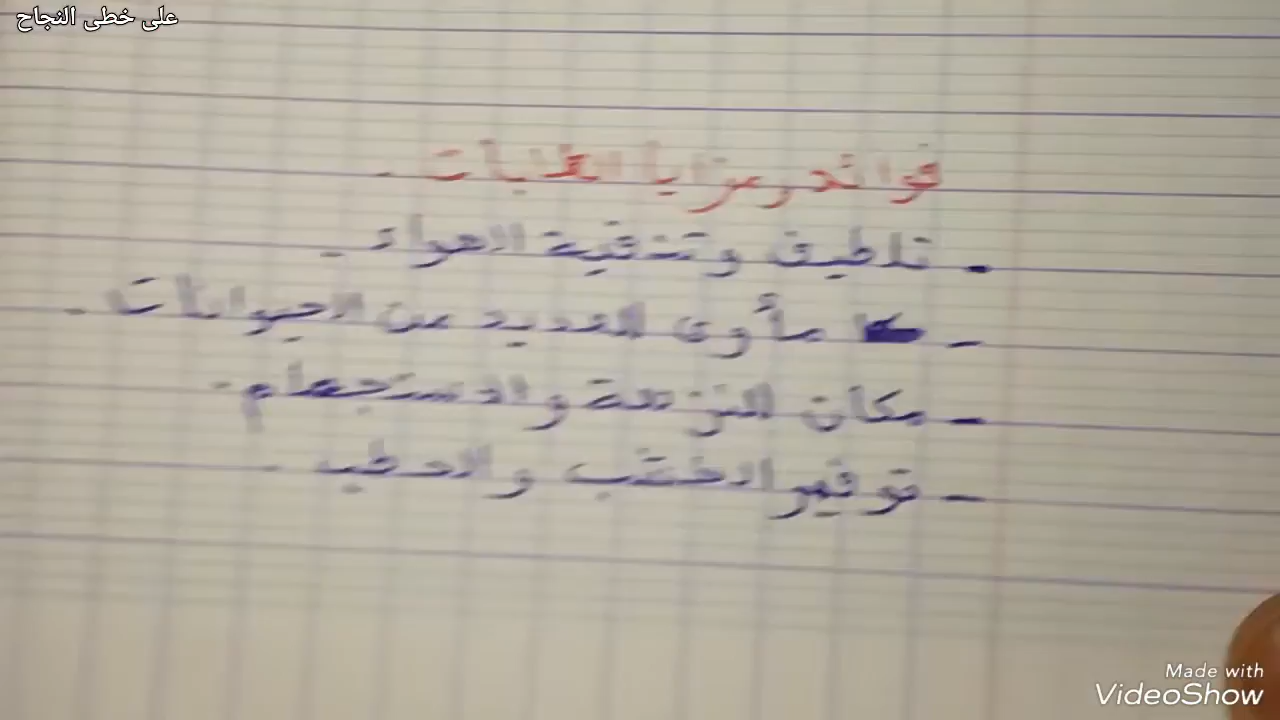 على خطى النجاح
فوائد ومزايا الغابات .
- تلطيف وتنقية الهواء .
- مأوى العديد من الحيوانات .
- مكان النزهة والاستجمام .
- توفير الخشب والحطب .
Made with
VideoShow